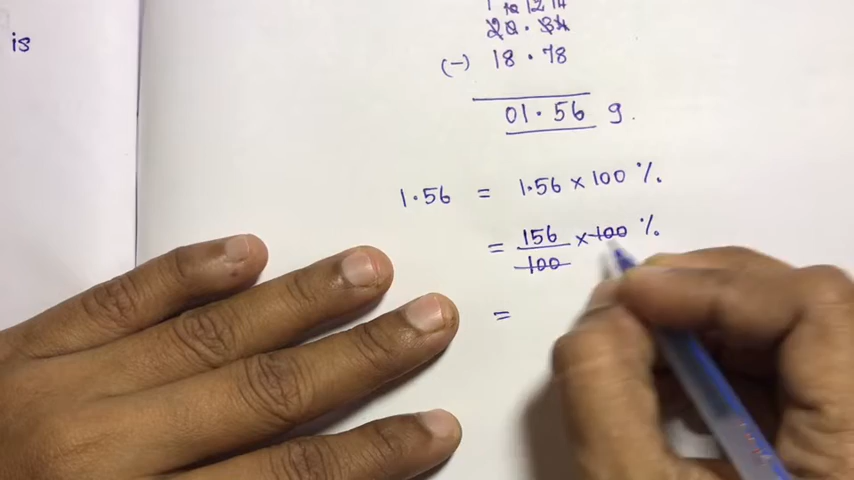 is
20.34
(-) 18.78
01.56 g.
1.56 = 1.56 × 100 %.
= 156/100 × 100 %.
=